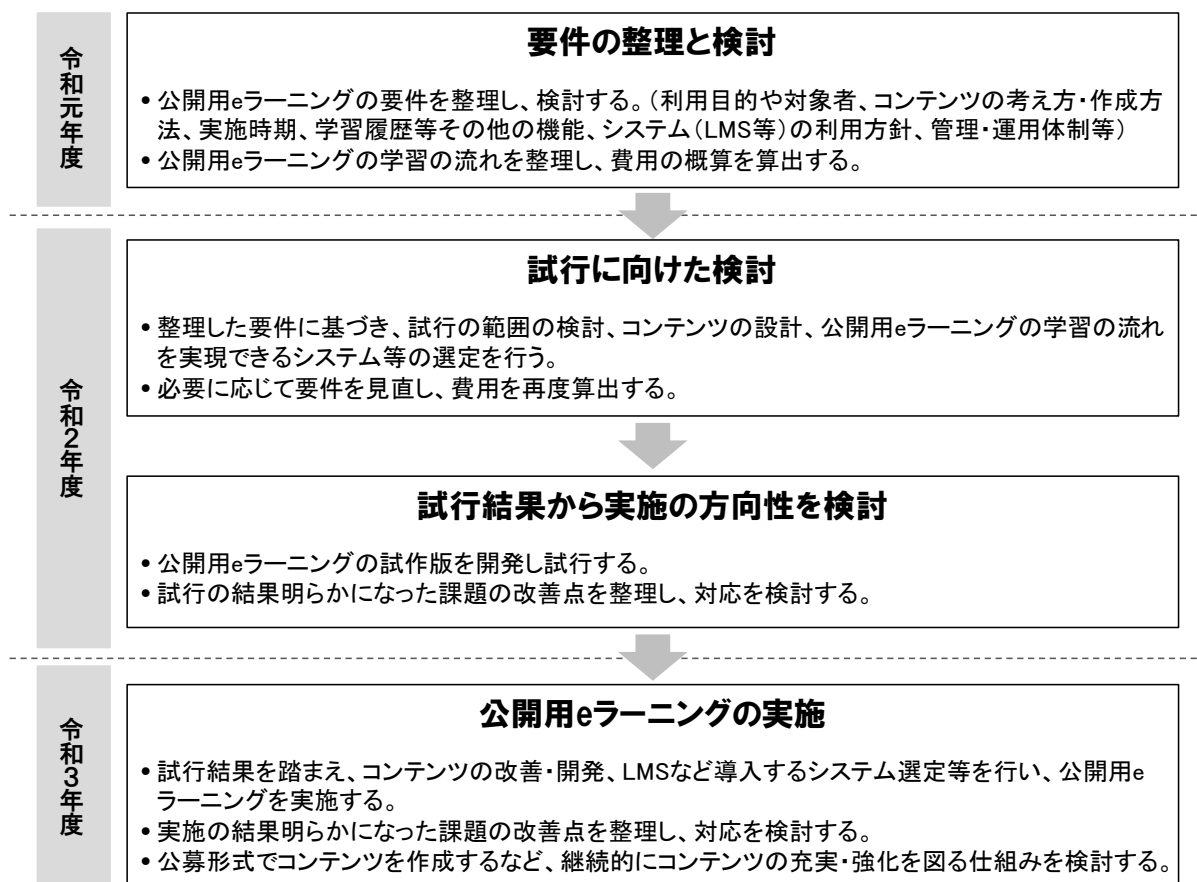 令和元年度
要件の整理と検討
• 公開用eラーニングの要件を整理し、検討する。（利用目的や対象者、コンテンツの考え方・作成方
法、実施時期、学習履歴等その他の機能、システム（LMS等）の利用方針、管理・運用体制等）
• 公開用eラーニングの学習の流れを整理し、費用の概算を算出する。
令和2年度
試行に向けた検討
• 整理した要件に基づき、試行の範囲の検討、コンテンツの設計、公開用eラーニングの学習の流れ
を実現できるシステム等の選定を行う。
• 必要に応じて要件を見直し、費用を再度算出する。
試行結果から実施の方向性を検討
• 公開用eラーニングの試作版を開発し試行する。
• 試行の結果明らかになった課題の改善点を整理し、対応を検討する。
令和3年度
公開用eラーニングの実施
• 試行結果を踏まえ、コンテンツの改善・開発、LMSなど導入するシステム選定等を行い、公開用e
ラーニングを実施する。
• 実施の結果明らかになった課題の改善点を整理し、対応を検討する。
• 公募形式でコンテンツを作成するなど、継続的にコンテンツの充実・強化を図る仕組みを検討する。